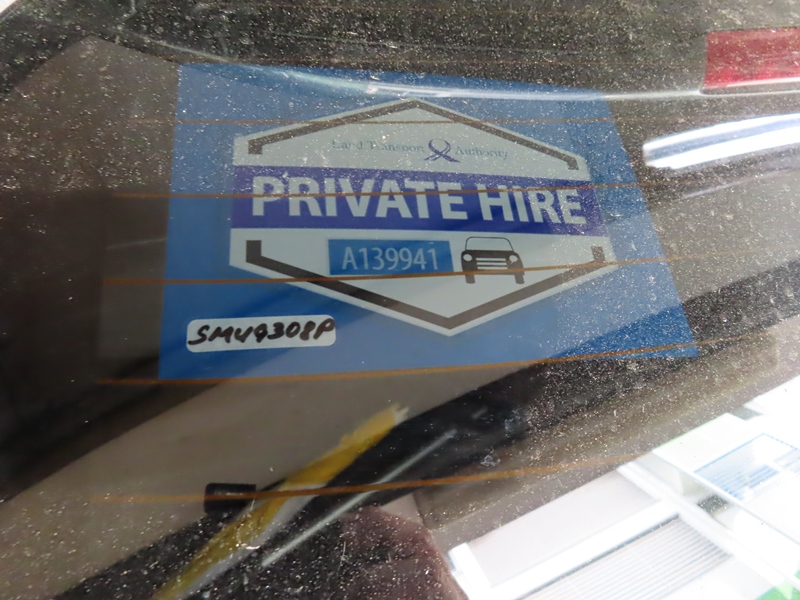 Land Transport Authority
PRIVATE HIRE
A139941
SMU9308P